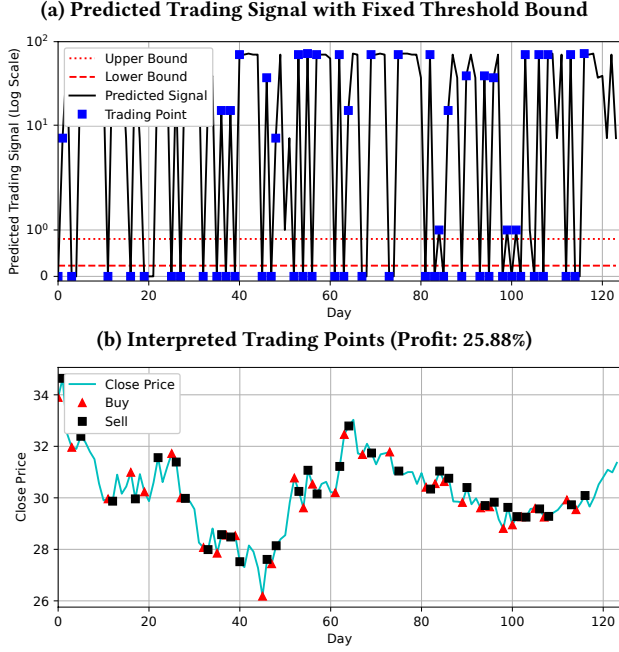 (a) Predicted Trading Signal with Fixed Threshold Bound
Predicted Trading Signal (Log Scale)
10²
10¹
10⁰
0
Upper Bound
Lower Bound
Predicted Signal
Trading Point
0 20 40 60 80 100 120
Day
(b) Interpreted Trading Points (Profit: 25.88%)
Close Price
34
32
30
28
26
Close Price
Buy
Sell
0 20 40 60 80 100 120
Day